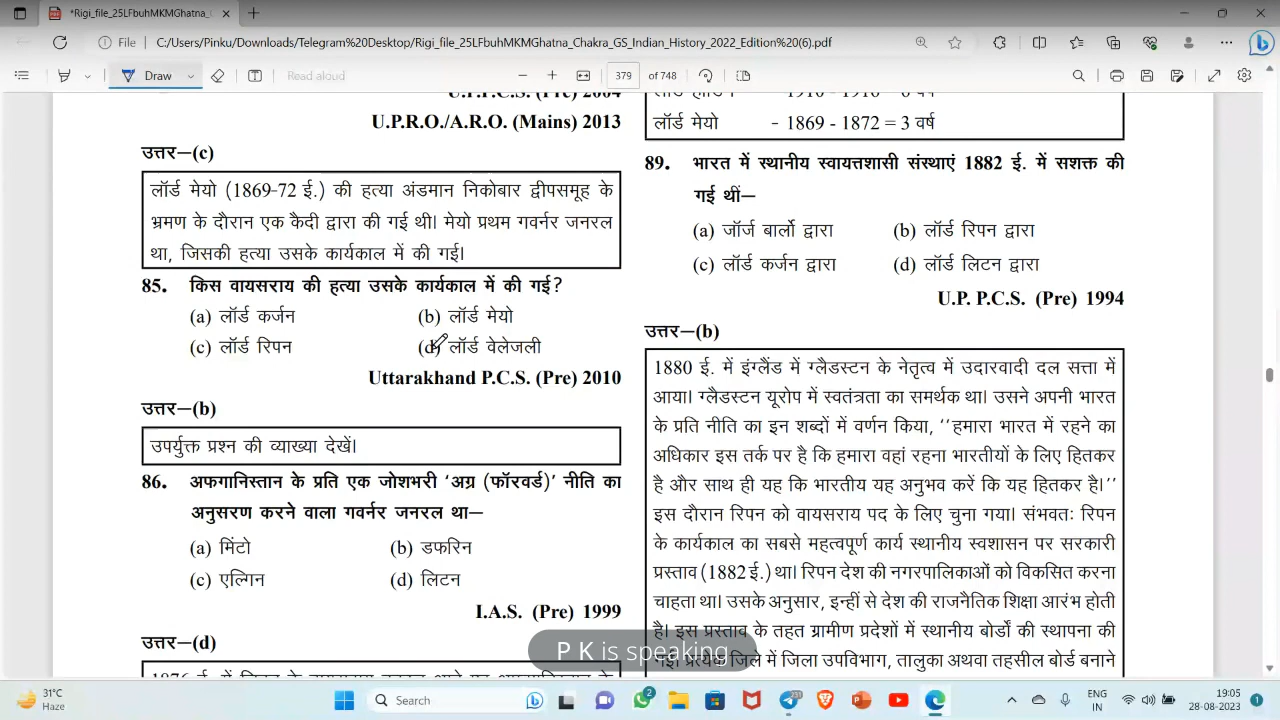 *Rigi_file_25LFbuhMKMGhatna_
File
C:/Users/Pinku/Downloads/Telegram%20Desktop/Rigi_file_25LFbuhMKMGhatna_Chakra_GS_Indian_History_2022_Edition%20(6).pdf
Draw
Read aloud
379 of 748
U.P.P.C.S. (Pre) 2004
U.P.R.O./A.R.O. (Mains) 2013
उत्तर–(c)
लॉर्ड मेयो (1869-72 ई.) की हत्या अंडमान निकोबार द्वीपसमूह के
भ्रमण के दौरान एक कैदी द्वारा की गई थी। मेयो प्रथम गवर्नर जनरल
था, जिसकी हत्या उसके कार्यकाल में की गई।
85. किस वायसराय की हत्या उसके कार्यकाल में की गई?
(a) लॉर्ड कर्जन (b) लॉर्ड मेयो
(c) लॉर्ड रिपन (d) लॉर्ड वेलेजली
Uttarakhand P.C.S. (Pre) 2010
उत्तर–(b)
उपर्युक्त प्रश्न की व्याख्या देखें।
86. अफगानिस्तान के प्रति एक जोशभरी ‘अग्र (फॉरवर्ड)’ नीति का
अनुसरण करने वाला गवर्नर जनरल था–
(a) मिंटो (b) डफरिन
(c) एल्गिन (d) लिटन
I.A.S. (Pre) 1999
उत्तर–(d)
लॉर्ड मेयो - 1869 - 1872 = 3 वर्ष
89. भारत में स्थानीय स्वायत्तशासी संस्थाएं 1882 ई. में सशक्त की
गई थीं–
(a) जॉर्ज बार्लो द्वारा (b) लॉर्ड रिपन द्वारा
(c) लॉर्ड कर्जन द्वारा (d) लॉर्ड लिटन द्वारा
U.P. P.C.S. (Pre) 1994
उत्तर–(b)
1880 ई. में इंग्लैंड में ग्लैडस्टन के नेतृत्व में उदारवादी दल सत्ता में
आया। ग्लैडस्टन यूरोप में स्वतंत्रता का समर्थक था। उसने अपनी भारत
के प्रति नीति का इन शब्दों में वर्णन किया, ‘‘हमारा भारत में रहने का
अधिकार इस तर्क पर है कि हमारा वहां रहना भारतीयों के लिए हितकर
है और साथ ही यह कि भारतीय यह अनुभव करें कि यह हितकर है।’’
इस दौरान रिपन को वायसराय पद के लिए चुना गया। संभवतः रिपन
के कार्यकाल का सबसे महत्वपूर्ण कार्य स्थानीय स्वशासन पर सरकारी
प्रस्ताव (1882 ई.) था। रिपन देश की नगरपालिकाओं को विकसित करना
चाहता था। उसके अनुसार, इन्हीं से देश की राजनैतिक शिक्षा आरंभ होती
है। इस प्रस्ताव के तहत ग्रामीण प्रदेशों में स्थानीय बोर्डों की स्थापना की
गई। प्रत्येक जिले में जिला उपविभाग, तालुका अथवा तहसील बोर्ड बनाने
P K is speaking
31°C
Haze
Search
2
231
ENG
IN
19:05
28-08-2023
1